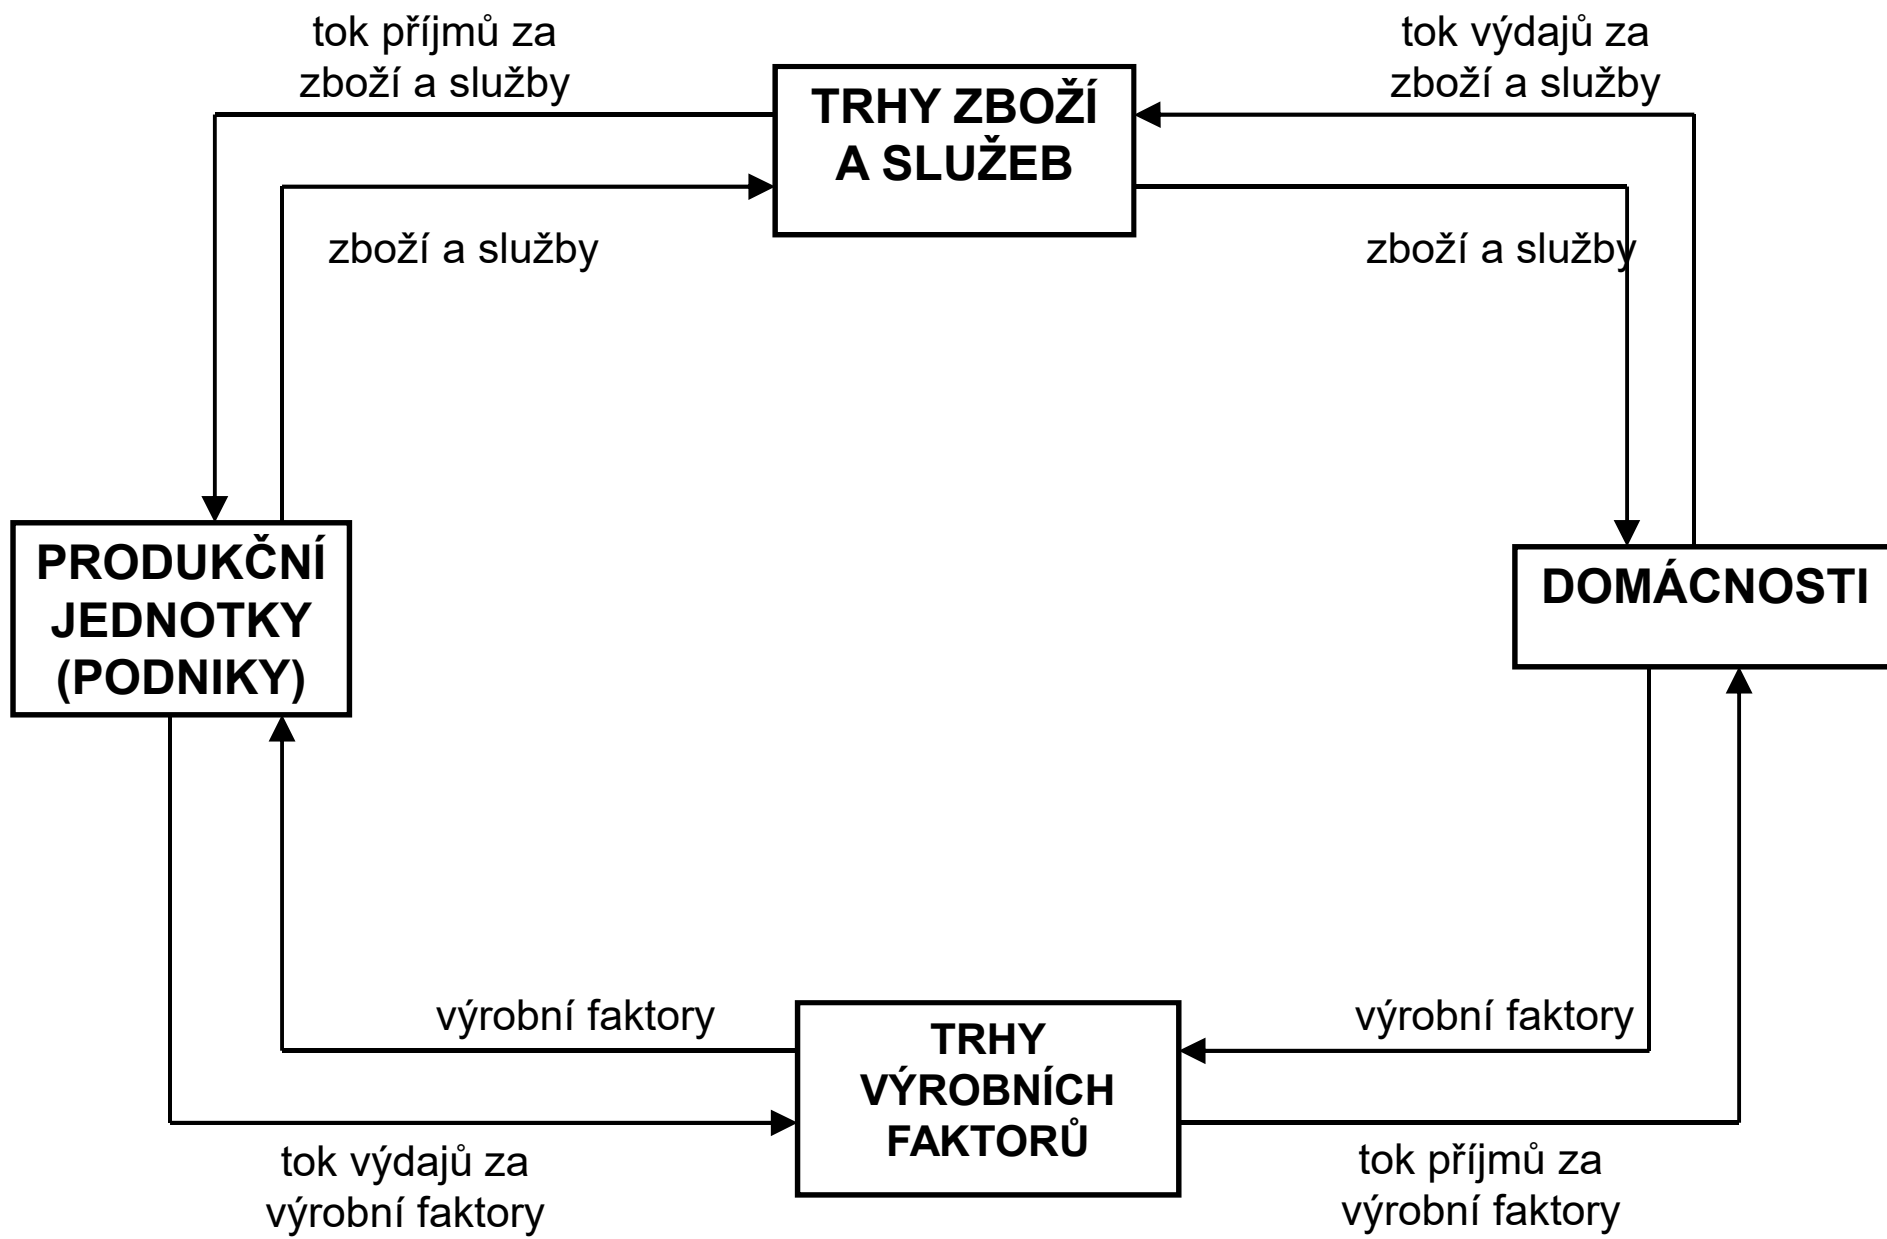 tok příjmů za
zboží a služby
TRHY ZBOŽÍ
A SLUŽEB
tok výdajů za
zboží a služby
zboží a služby
zboží a služby
PRODUKČNÍ
JEDNOTKY
(PODNIKY)
DOMÁCNOSTI
výrobní faktory
TRHY
VÝROBNÍCH
FAKTORŮ
výrobní faktory
tok výdajů za
výrobní faktory
tok příjmů za
výrobní faktory